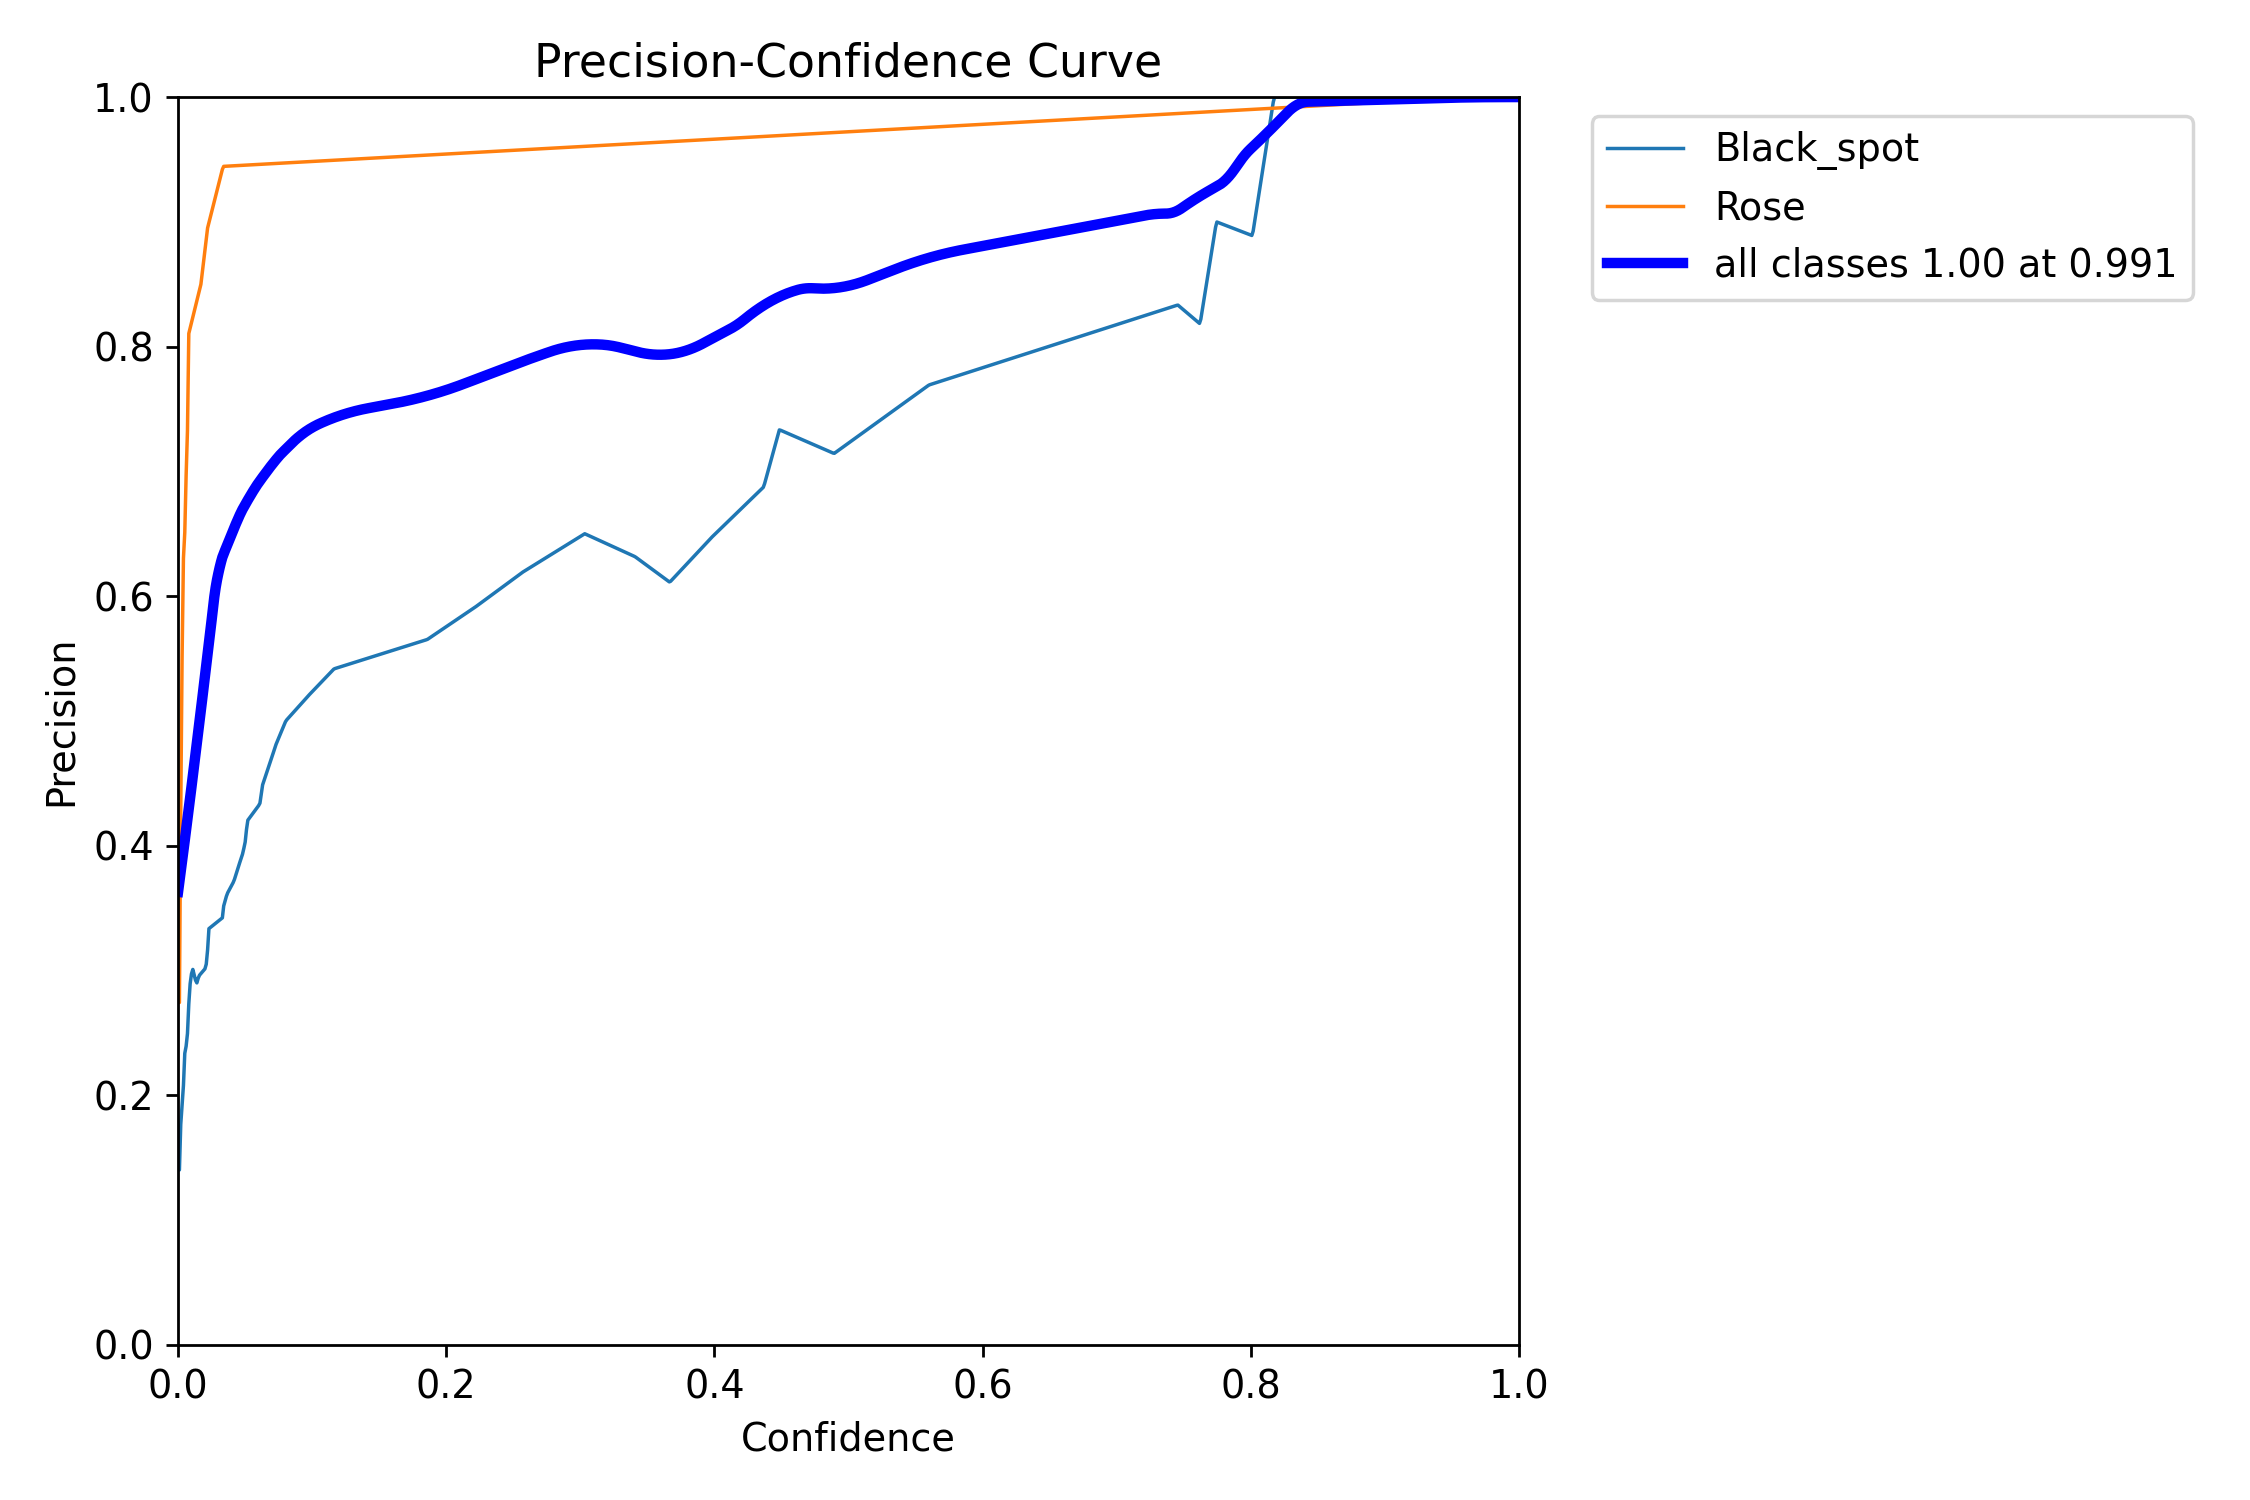 Precision-Confidence Curve
1.0
0.8
0.6
0.4
0.2
0.0
Precision
0.0 0.2 0.4 0.6 0.8 1.0
Confidence
Black_spot
Rose
all classes 1.00 at 0.991